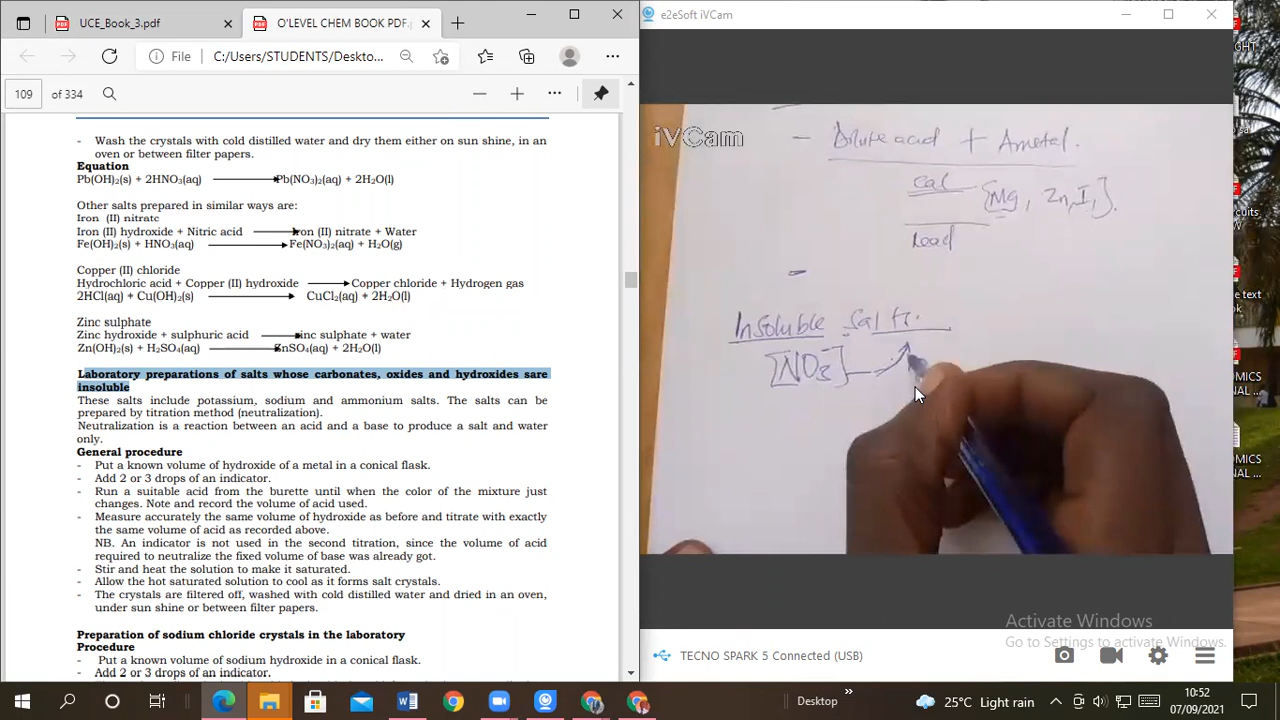 UCE_Book_3.pdf
O'LEVEL CHEM BOOK PDF.
e2eSoft iVCam
File
C:/Users/STUDENTS/Deskto...
109 of 334
- Wash the crystals with cold distilled water and dry them either on sun shine, in an
oven or between filter papers.
Equation
Pb(OH)₂(s) + 2HNO₃(aq) Pb(NO₃)₂(aq) + 2H₂O(l)
Other salts prepared in similar ways are:
Iron (II) nitrate
Iron (II) hydroxide + Nitric acid Iron (II) nitrate + Water
Fe(OH)₂(s) + HNO₃(aq) Fe(NO₃)₂(aq) + H₂O(g)
Copper (II) chloride
Hydrochloric acid + Copper (II) hydroxide Copper chloride + Hydrogen gas
2HCl(aq) + Cu(OH)₂(s) CuCl₂(aq) + 2H₂O(l)
Zinc sulphate
Zinc hydroxide + sulphuric acid zinc sulphate + water
Zn(OH)₂(s) + H₂SO₄(aq) ZnSO₄(aq) + 2H₂O(l)
Laboratory preparations of salts whose carbonates, oxides and hydroxides sare
insoluble
These salts include potassium, sodium and ammonium salts. The salts can be
prepared by titration method (neutralization).
Neutralization is a reaction between an acid and a base to produce a salt and water
only.
General procedure
- Put a known volume of hydroxide of a metal in a conical flask.
- Add 2 or 3 drops of an indicator.
- Run a suitable acid from the burette until when the color of the mixture just
changes. Note and record the volume of acid used.
- Measure accurately the same volume of hydroxide as before and titrate with exactly
the same volume of acid as recorded above.
NB. An indicator is not used in the second titration, since the volume of acid
required to neutralize the fixed volume of base was already got.
- Stir and heat the solution to make it saturated.
- Allow the hot saturated solution to cool as it forms salt crystals.
- The crystals are filtered off, washed with cold distilled water and dried in an oven,
under sun shine or between filter papers.
Preparation of sodium chloride crystals in the laboratory
Procedure
- Put a known volume of sodium hydroxide in a conical flask.
- Add 2 or 3 drops of an indicator.
iVCam
- Dilute acid + A metal.
cal [Mg, Zn, I,].
Lead
-
Insoluble salts.
[NO₃⁻]
Activate Windows
Go to Settings to activate Windows.
TECNO SPARK 5 Connected (USB)
GHT
cuits
W
te text
book
INAL ...
OMICS
INAL ...
Desktop
25°C Light rain
10:52
07/09/2021